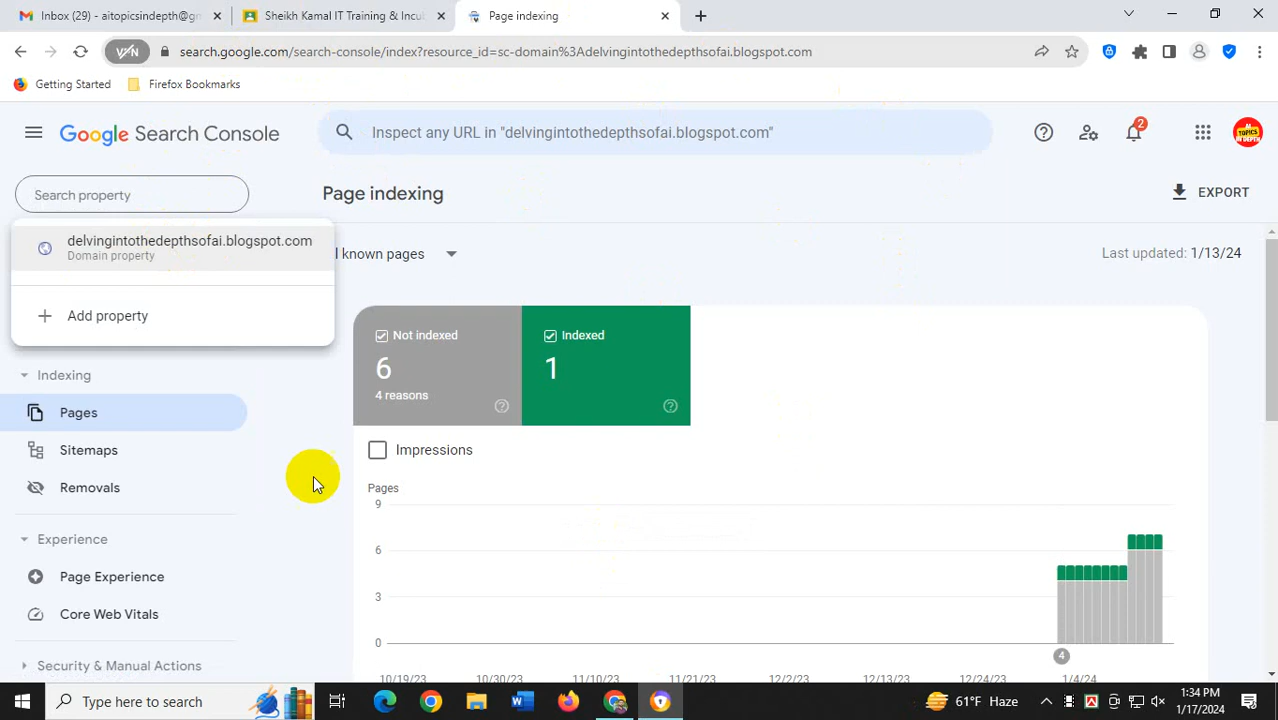 Inbox (29) - aitopicsindepth@gm
Sheikh Kamal IT Training & Incub
Page indexing
VPN
search.google.com/search-console/index?resource_id=sc-domain%3Adelvingintothedepthsofai.blogspot.com
Getting Started
Firefox Bookmarks
Google Search Console
Inspect any URL in "delvingintothedepthsofai.blogspot.com"
2
TOPICS
Search property
Page indexing
EXPORT
delvingintothedepthsofai.blogspot.com
Domain property
l known pages
Last updated: 1/13/24
Add property
Not indexed
6
4 reasons
Indexed
1
Indexing
Pages
Sitemaps
Removals
Impressions
Pages
9
6
3
0
4
10/19/23
10/30/23
11/10/23
11/21/23
12/2/23
12/13/23
12/24/23
1/4/24
Experience
Page Experience
Core Web Vitals
Security & Manual Actions
Type here to search
61°F Haze
1:34 PM
1/17/2024